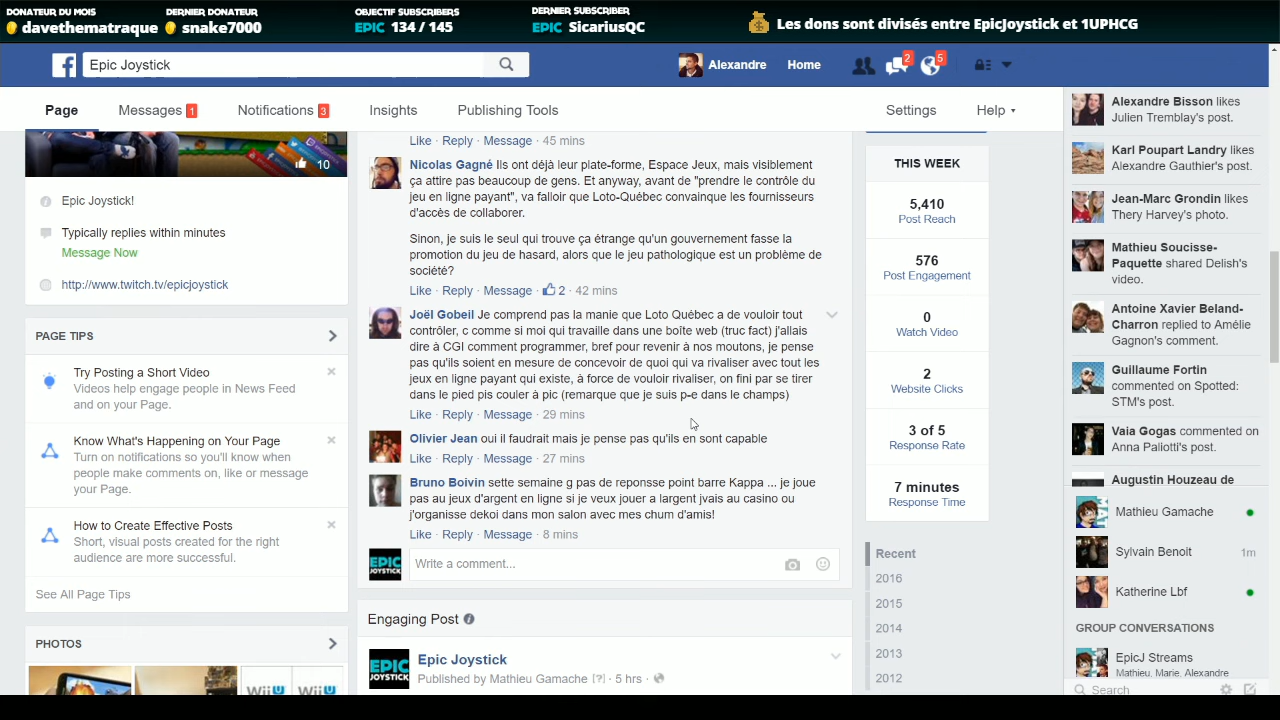 DONATEUR DU MOIS
davethematraque
DERNIER DONATEUR
snake7000
OBJECTIF SUBSCRIBERS
EPIC 134 / 145
DERNIER SUBSCRIBER
EPIC SicariusQC
Les dons sont divisés entre EpicJoystick et 1UPHCG
Epic Joystick
Alexandre
Home
2
5
Page
Messages 1
Notifications 3
Insights
Publishing Tools
Settings
Help
10
Epic Joystick!
Typically replies within minutes
Message Now
http://www.twitch.tv/epicjoystick
PAGE TIPS
Try Posting a Short Video
Videos help engage people in News Feed
and on your Page.
Know What's Happening on Your Page
Turn on notifications so you'll know when
people make comments on, like or message
your Page.
How to Create Effective Posts
Short, visual posts created for the right
audience are more successful.
See All Page Tips
PHOTOS
WiiU
WiiU
Like · Reply · Message · 45 mins
Nicolas Gagné Ils ont déjà leur plate-forme, Espace Jeux, mais visiblement
ça attire pas beaucoup de gens. Et anyway, avant de "prendre le contrôle du
jeu en ligne payant", va falloir que Loto-Québec convainque les fournisseurs
d'accès de collaborer.
Sinon, je suis le seul qui trouve ça étrange qu'un gouvernement fasse la
promotion du jeu de hasard, alors que le jeu pathologique est un problème de
société?
Like · Reply · Message · 2 · 42 mins
Joël Gobeil Je comprend pas la manie que Loto Québec a de vouloir tout
contrôler, c comme si moi qui travaille dans une boîte web (truc fact) j'allais
dire à CGI comment programmer, bref pour revenir à nos moutons, je pense
pas qu'ils soient en mesure de concevoir de quoi qui va rivaliser avec tout les
jeux en ligne payant qui existe, à force de vouloir rivaliser, on fini par se tirer
dans le pied pis couler à pic (remarque que je suis p-e dans le champs)
Like · Reply · Message · 29 mins
Olivier Jean oui il faudrait mais je pense pas qu'ils en sont capable
Like · Reply · Message · 27 mins
Bruno Boivin sette semaine g pas de reponsse point barre Kappa ... je joue
pas au jeux d'argent en ligne si je veux jouer a largent jvais au casino ou
j'organisse dekoi dans mon salon avec mes chum d'amis!
Like · Reply · Message · 8 mins
EPIC
JOYSTICK
Write a comment...
Engaging Post
EPIC
JOYSTICK
Epic Joystick
Published by Mathieu Gamache [?] · 5 hrs ·
THIS WEEK
5,410
Post Reach
576
Post Engagement
0
Watch Video
2
Website Clicks
3 of 5
Response Rate
7 minutes
Response Time
Recent
2016
2015
2014
2013
2012
Alexandre Bisson likes
Julien Tremblay's post.
Karl Poupart Landry likes
Alexandre Gauthier's post.
Jean-Marc Grondin likes
Thery Harvey's photo.
Mathieu Soucisse-
Paquette shared Delish's
video.
Antoine Xavier Beland-
Charron replied to Amélie
Gagnon's comment.
Guillaume Fortin
commented on Spotted:
STM's post.
Vaia Gogas commented on
Anna Paliotti's post.
Augustin Houzeau de
Mathieu Gamache
Sylvain Benoit 1m
Katherine Lbf
GROUP CONVERSATIONS
EpicJ Streams
Mathieu, Marie, Alexandre
Search